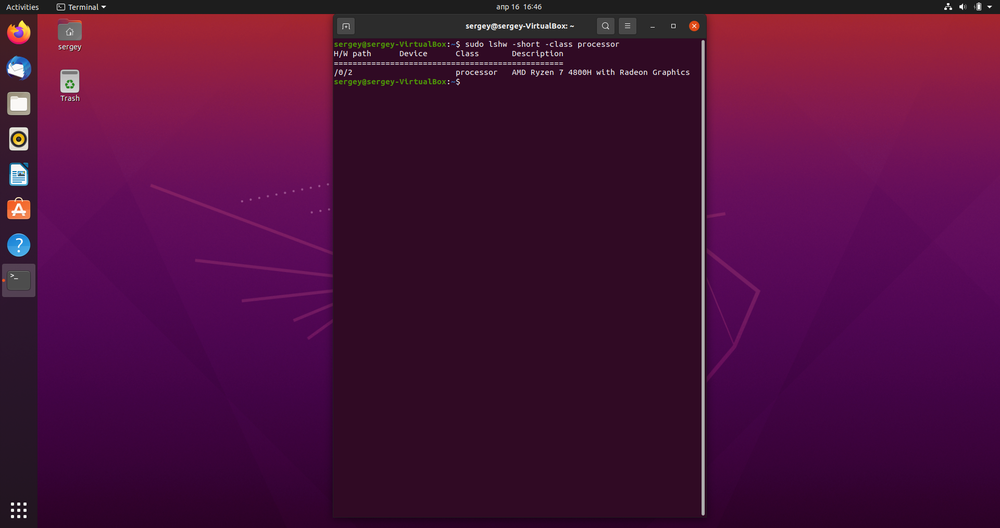 Activities Terminal апр 16 16:46
sergey
Trash
sergey@sergey-VirtualBox: ~
sergey@sergey-VirtualBox:~$ sudo lshw -short -class processor
H/W path      Device      Class       Description
=================================================
/0/2                      processor   AMD Ryzen 7 4800H with Radeon Graphics
sergey@sergey-VirtualBox:~$